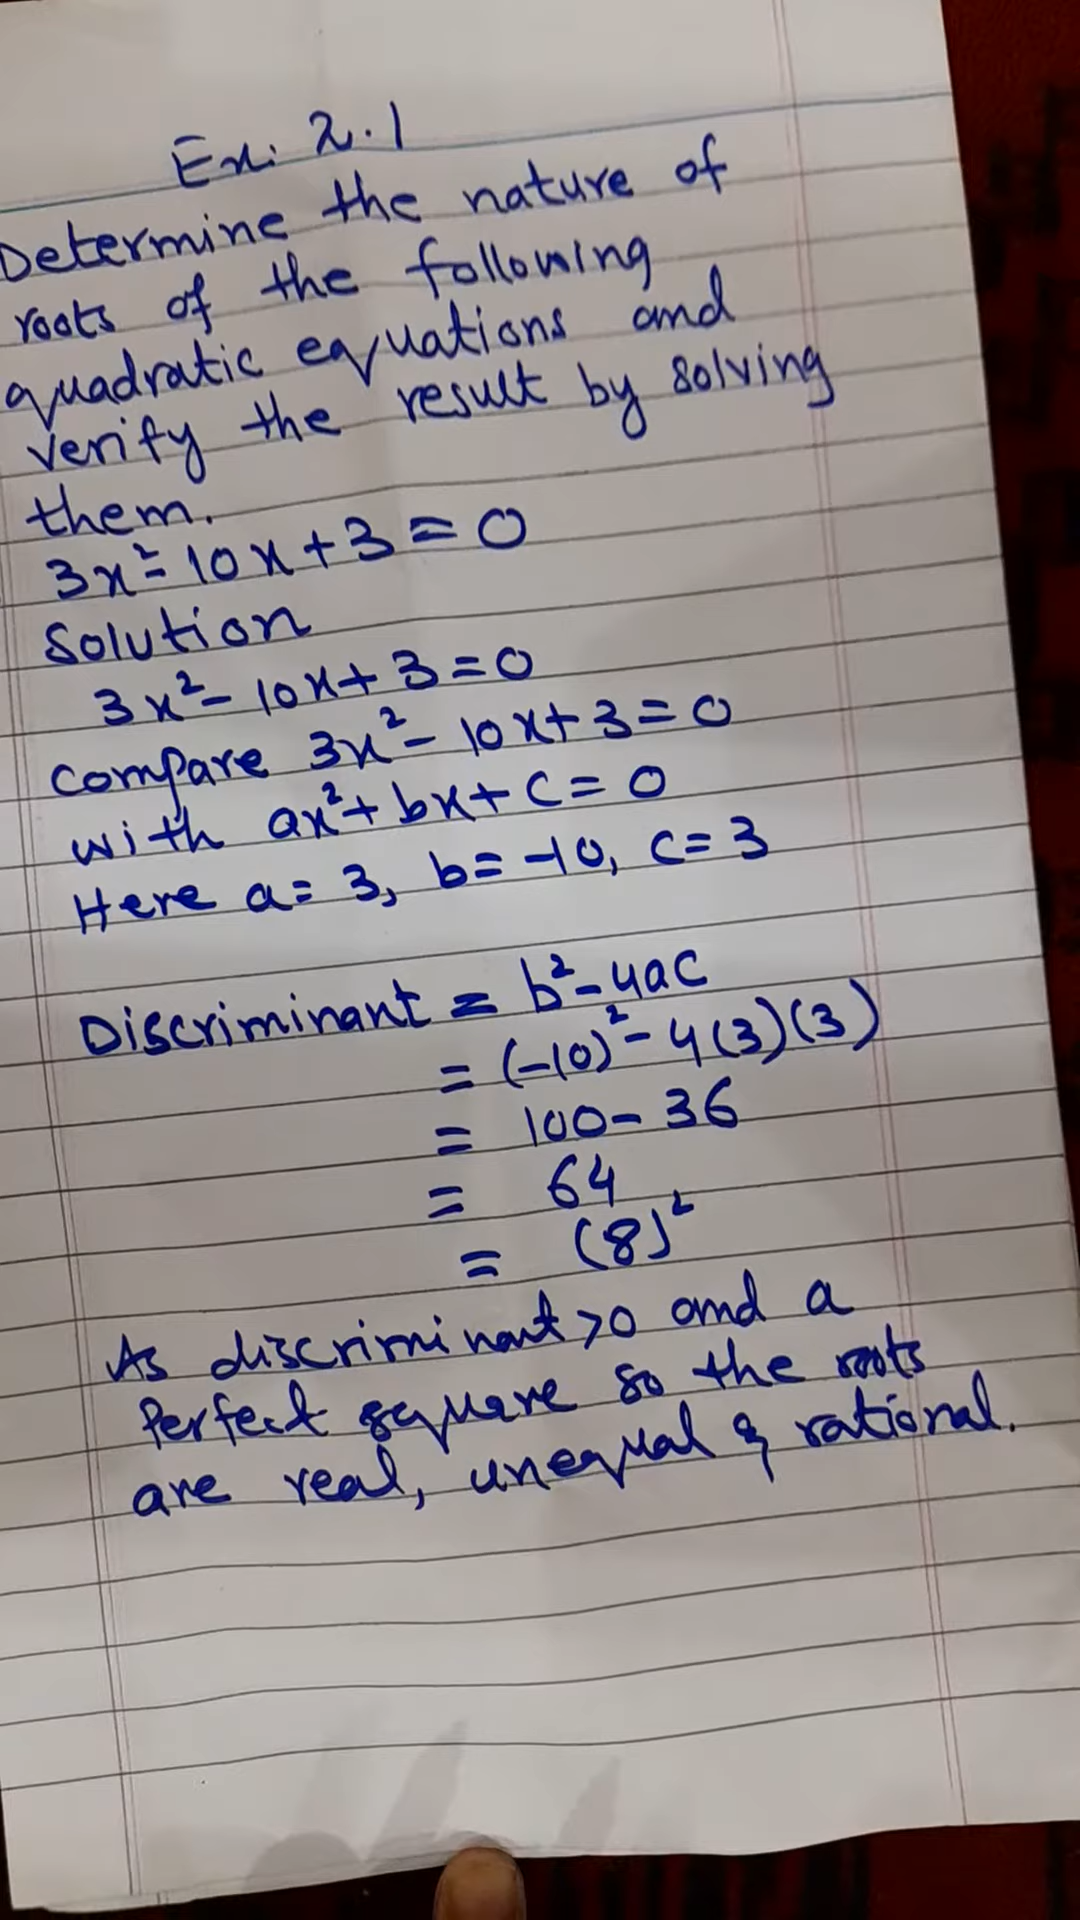 Ex: 2.1
Determine the nature of
roots of the following
quadratic equations and
verify the result by solving
them.
3x²-10x+3=0
Solution
3x²-10x+3=0
Compare 3x²-10x+3=0
with ax²+bx+c=0
Here a=3, b=-10, c=3
Discriminant = b²-4ac
= (-10)²-4(3)(3)
= 100-36
= 64
= (8)²
As discriminant >0 and a
Perfect square so the roots
are real, unequal & rational.